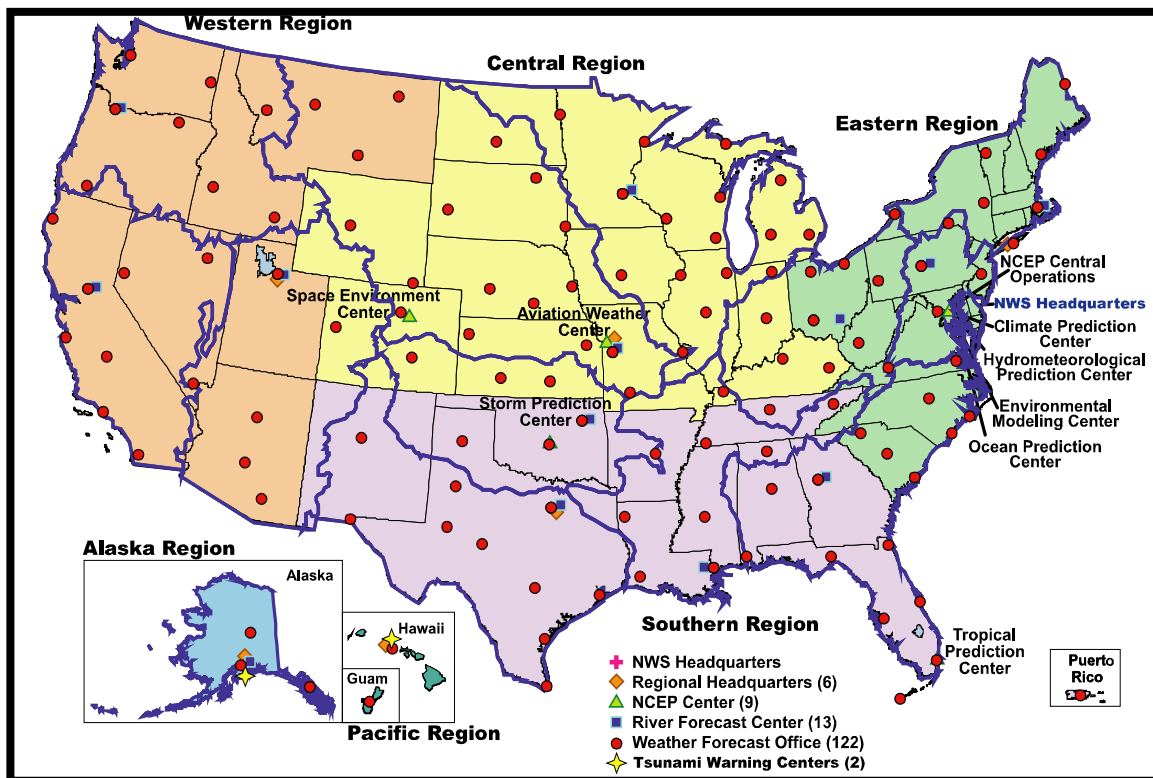 Western Region
Central Region
Eastern Region
NCEP Central
Operations
NWS Headquarters
Climate Prediction
Center
Hydrometeorological
Prediction Center
Environmental
Modeling Center
Ocean Prediction
Center
Space Environment
Center
Aviation Weather
Center
Storm Prediction
Center
Alaska Region
Alaska
Hawaii
Guam
Pacific Region
Southern Region
NWS Headquarters
Regional Headquarters (6)
NCEP Center (9)
River Forecast Center (13)
Weather Forecast Office (122)
Tsunami Warning Centers (2)
Tropical
Prediction
Center
Puerto
Rico